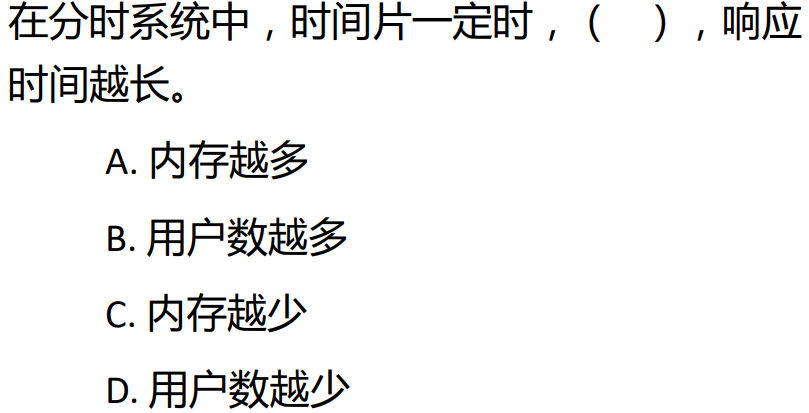 在分时系统中，时间片一定时，（　），响应
时间越长。
A. 内存越多
B. 用户数越多
C. 内存越少
D. 用户数越少